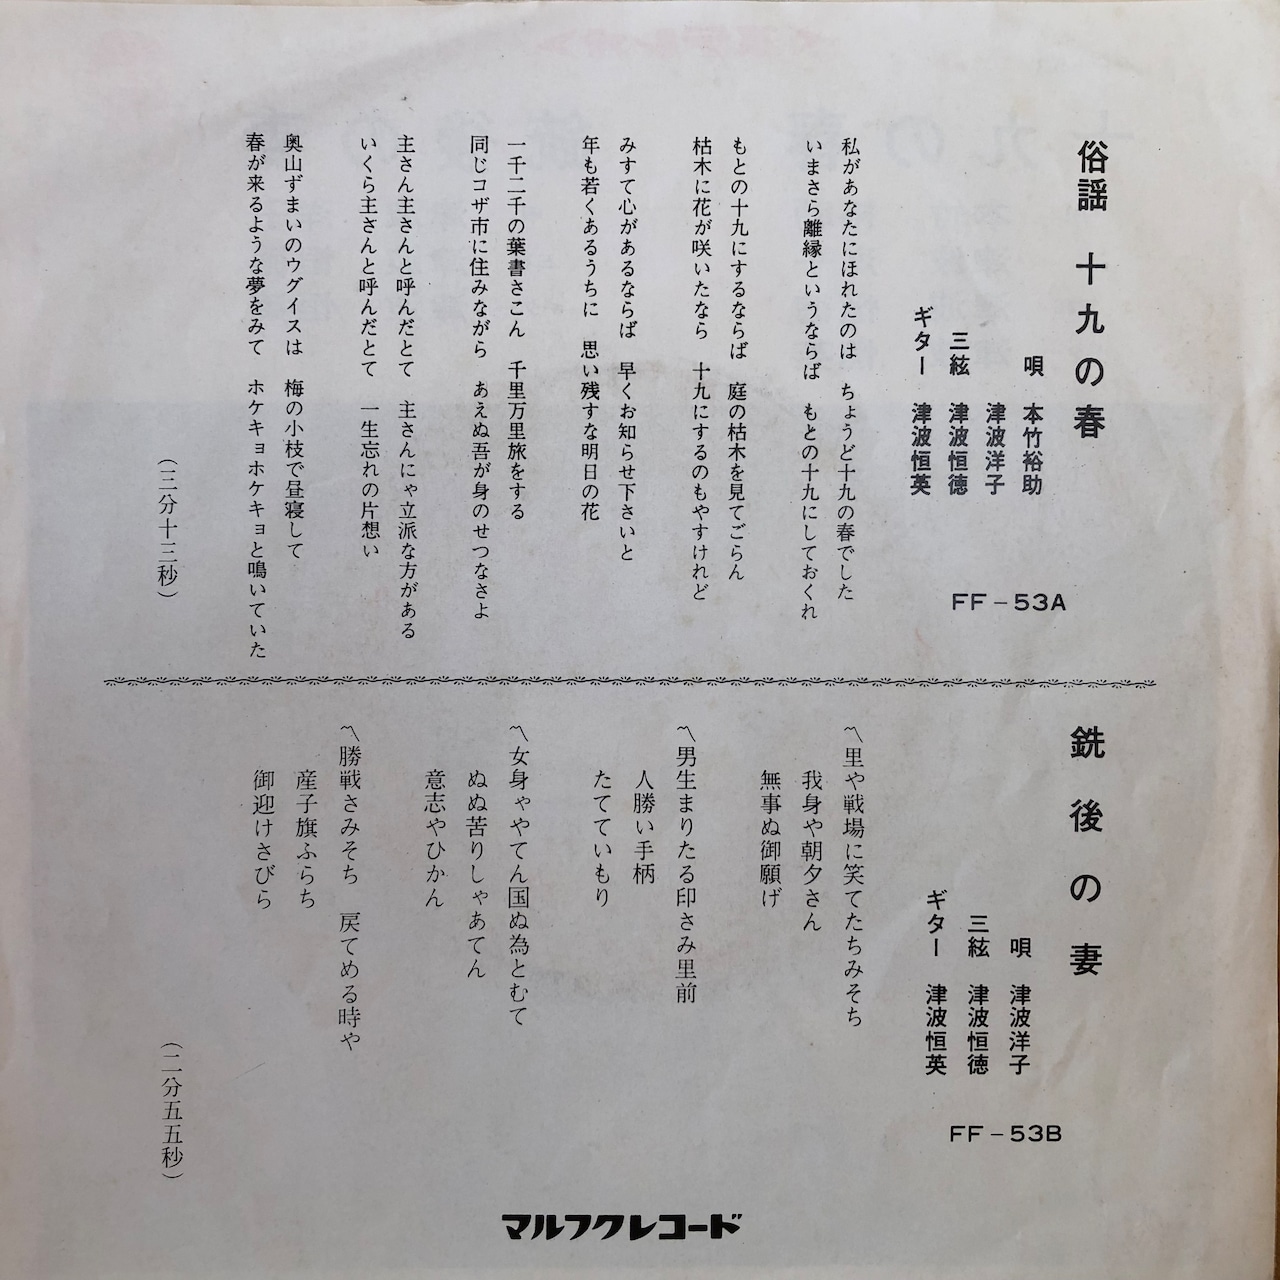 俗謡 十九の春
唄 本竹裕助
津波洋子
三絃 津波恒徳
ギター 津波恒英
FF-53A
私があなたにほれたのは ちょうど十九の春でした
いまさら離縁というならば もとの十九にしておくれ
もとの十九にするならば 庭の枯木を見てごらん
枯木に花が咲いたなら 十九にするのもやすけれど
みすて心があるならば 早くお知らせ下さいと
年も若くあるうちに 思い残すな明日の花
一千二千の葉書さこん 千里万里旅をする
同じコザ市に住みながら あえぬ吾が身のせつなさよ
主さん主さんと呼んだとて 主さんにゃ立派な方がある
いくら主さんと呼んだとて 一生忘れの片想い
奥山ずまいのウグイスは 梅の小枝で昼寝して
春が来るような夢をみて ホケキョホケキョと鳴いていた
(三分十三秒)
銑後の妻
唄 津波洋子
三絃 津波恒徳
ギター 津波恒英
FF-53B
〽里や戦場に笑てたちみそち
我身や朝夕さん
無事ぬ御願げ
〽男生まりたる印さみ里前
人勝い手柄
たてていもり
〽女身ゃやてん国ぬ為とむて
ぬぬ苦りしゃあてん
意志やひかん
〽勝戦さみそち 戻てめる時や
産子旗ふらち
御迎けさびら
(二分五五秒)
マルフクレコード